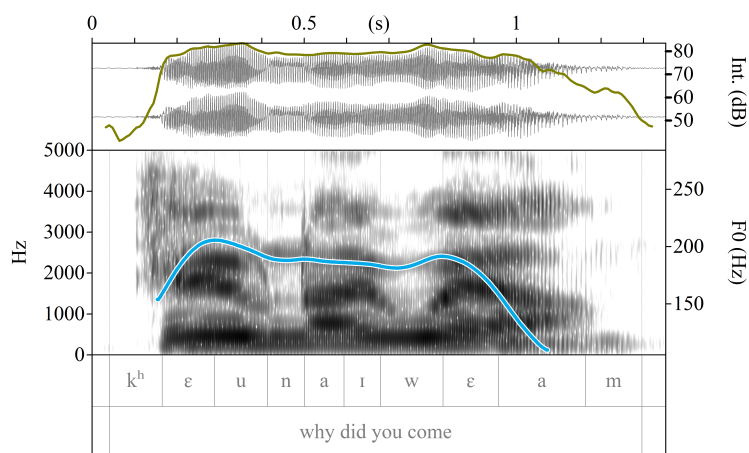 0 0.5 (s) 1
80
70
60
50
Int. (dB)
5000
4000
3000
2000
1000
0
Hz
250
200
150
F0 (Hz)
kʰ ɛ u n a ɪ w ɛ a m
why did you come